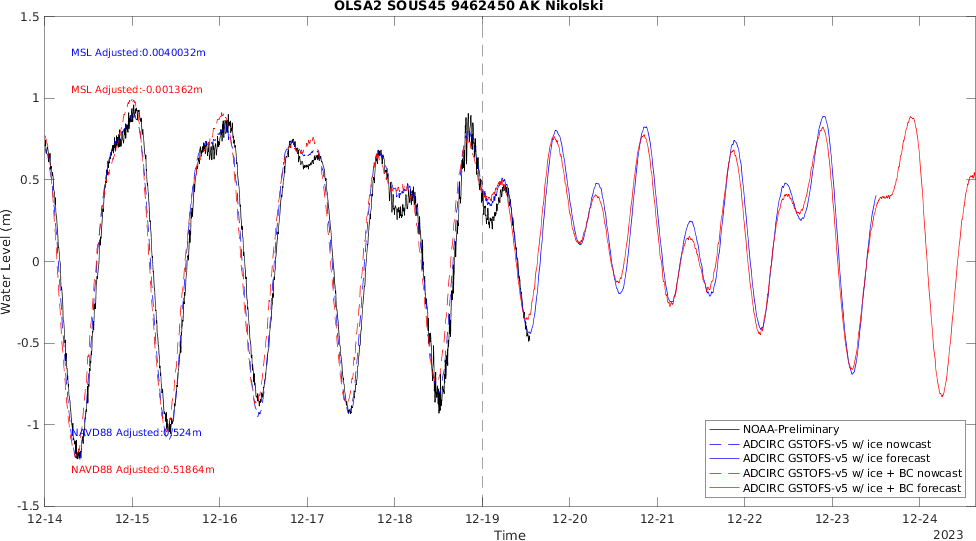 OLSA2 SOUS45 9462450 AK Nikolski
1.5
MSL Adjusted:0.0040032m
MSL Adjusted:-0.001362m
1
0.5
Water Level (m)
0
-0.5
-1
NAVD88 Adjusted:0.524m
NAVD88 Adjusted:0.51864m
-1.5
NOAA-Preliminary
ADCIRC GSTOFS-v5 w/ ice nowcast
ADCIRC GSTOFS-v5 w/ ice forecast
ADCIRC GSTOFS-v5 w/ ice + BC nowcast
ADCIRC GSTOFS-v5 w/ ice + BC forecast
12-14 12-15 12-16 12-17 12-18 12-19 12-20 12-21 12-22 12-23 12-24
Time
2023